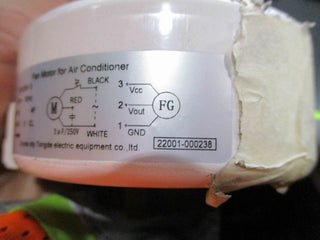 Fan Motor for Air Conditioner
BLACK
RED
M
WHITE
3 Vcc
2 Vout
1 GND
FG
electric equipment co.,ltd
22001-000238